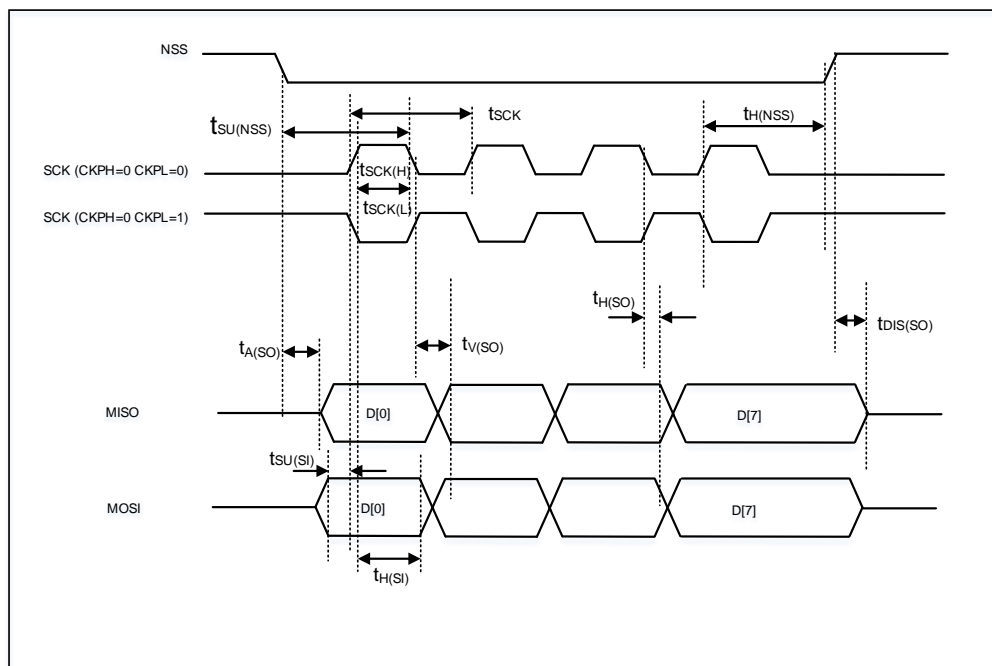 NSS
tSCK
tH(NSS)
tSU(NSS)
SCK (CKPH=0 CKPL=0)
tSCK(H)
tSCK(L)
SCK (CKPH=0 CKPL=1)
tH(SO)
tDIS(SO)
tA(SO)
tV(SO)
MISO
D[0]
D[7]
tSU(SI)
MOSI
D[0]
D[7]
tH(SI)